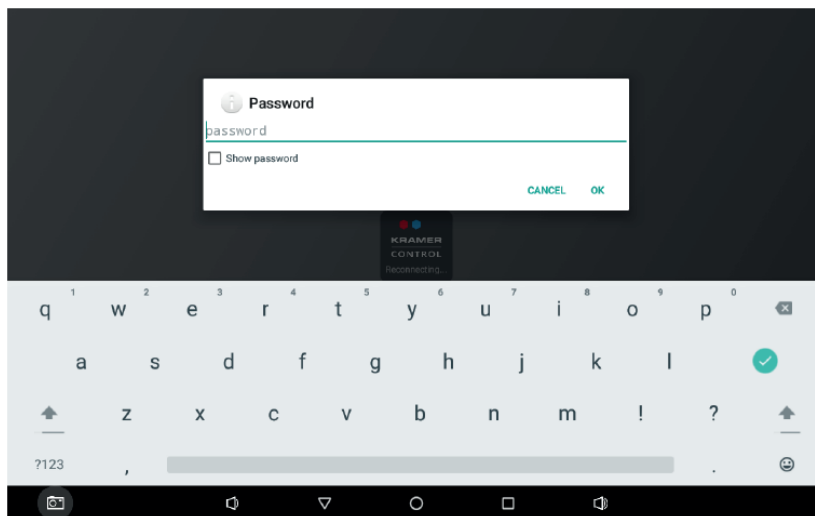 Password
password
Show password
CANCEL OK
KRAMER
CONTROL
Reconnecting...
1 2 3 4 5 6 7 8 9 0
q w e r t y u i o p
a s d f g h j k l
z x c v b n m ! ?
?123 , .